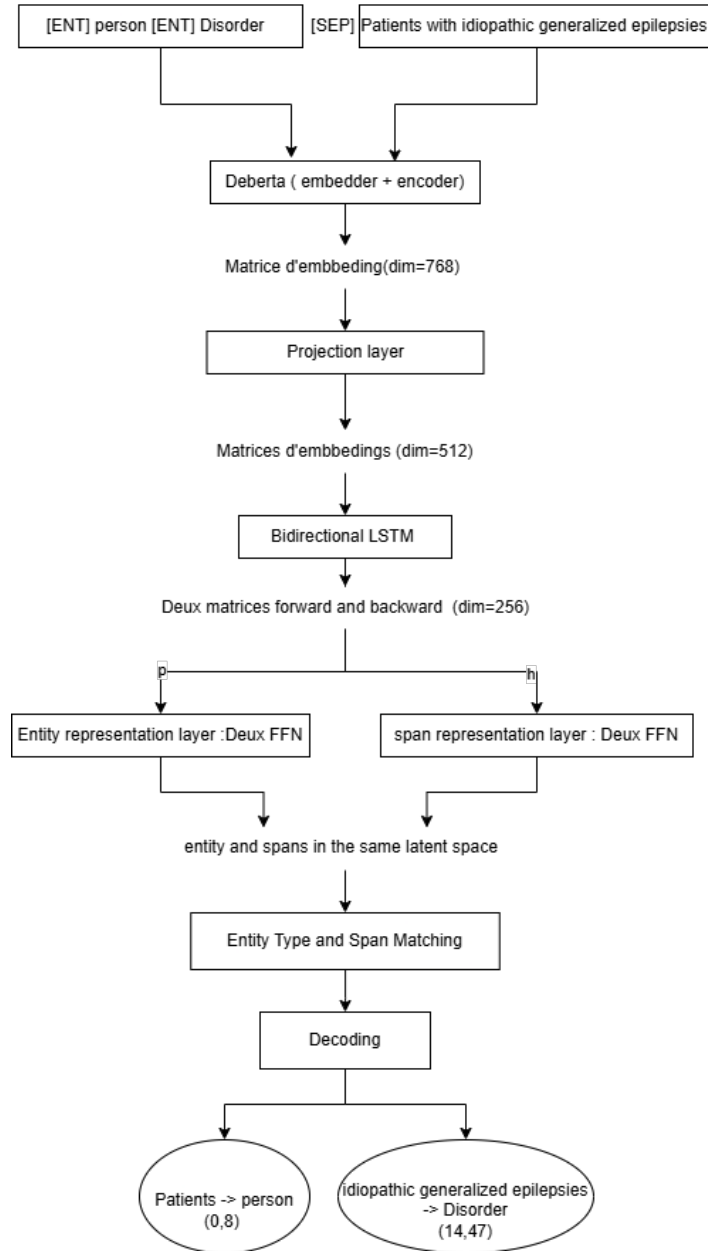 [ENT] person [ENT] Disorder [SEP] Patients with idiopathic generalized epilepsies
Deberta ( embedder + encoder)
Matrice d'embbeding(dim=768)
Projection layer
Matrices d'embbedings (dim=512)
Bidirectional LSTM
Deux matrices forward and backward (dim=256)
p
h
Entity representation layer :Deux FFN
span representation layer : Deux FFN
entity and spans in the same latent space
Entity Type and Span Matching
Decoding
Patients -> person
(0,8)
idiopathic generalized epilepsies
-> Disorder
(14,47)